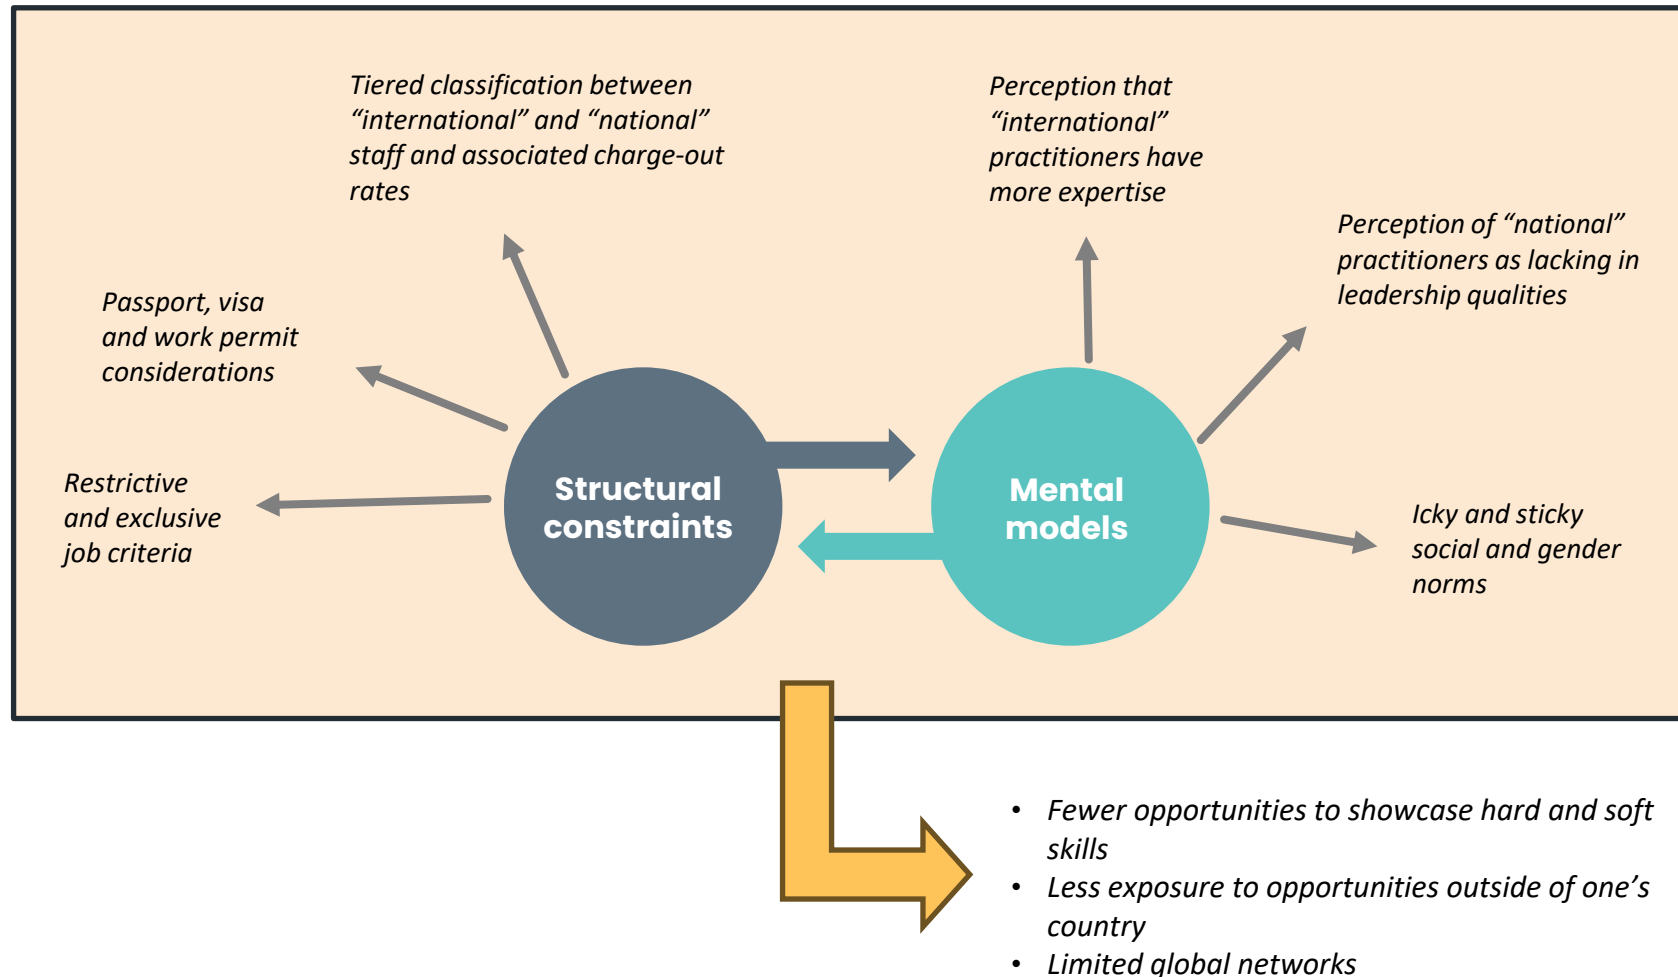 Tiered classification between
“international” and “national”
staff and associated charge-out
rates
Passport, visa
and work permit
considerations
Restrictive
and exclusive
job criteria
Structural
constraints
Perception that
“international”
practitioners have
more expertise
Perception of “national”
practitioners as lacking in
leadership qualities
Mental
models
Icky and sticky
social and gender
norms
• Fewer opportunities to showcase hard and soft
skills
• Less exposure to opportunities outside of one’s
country
• Limited global networks